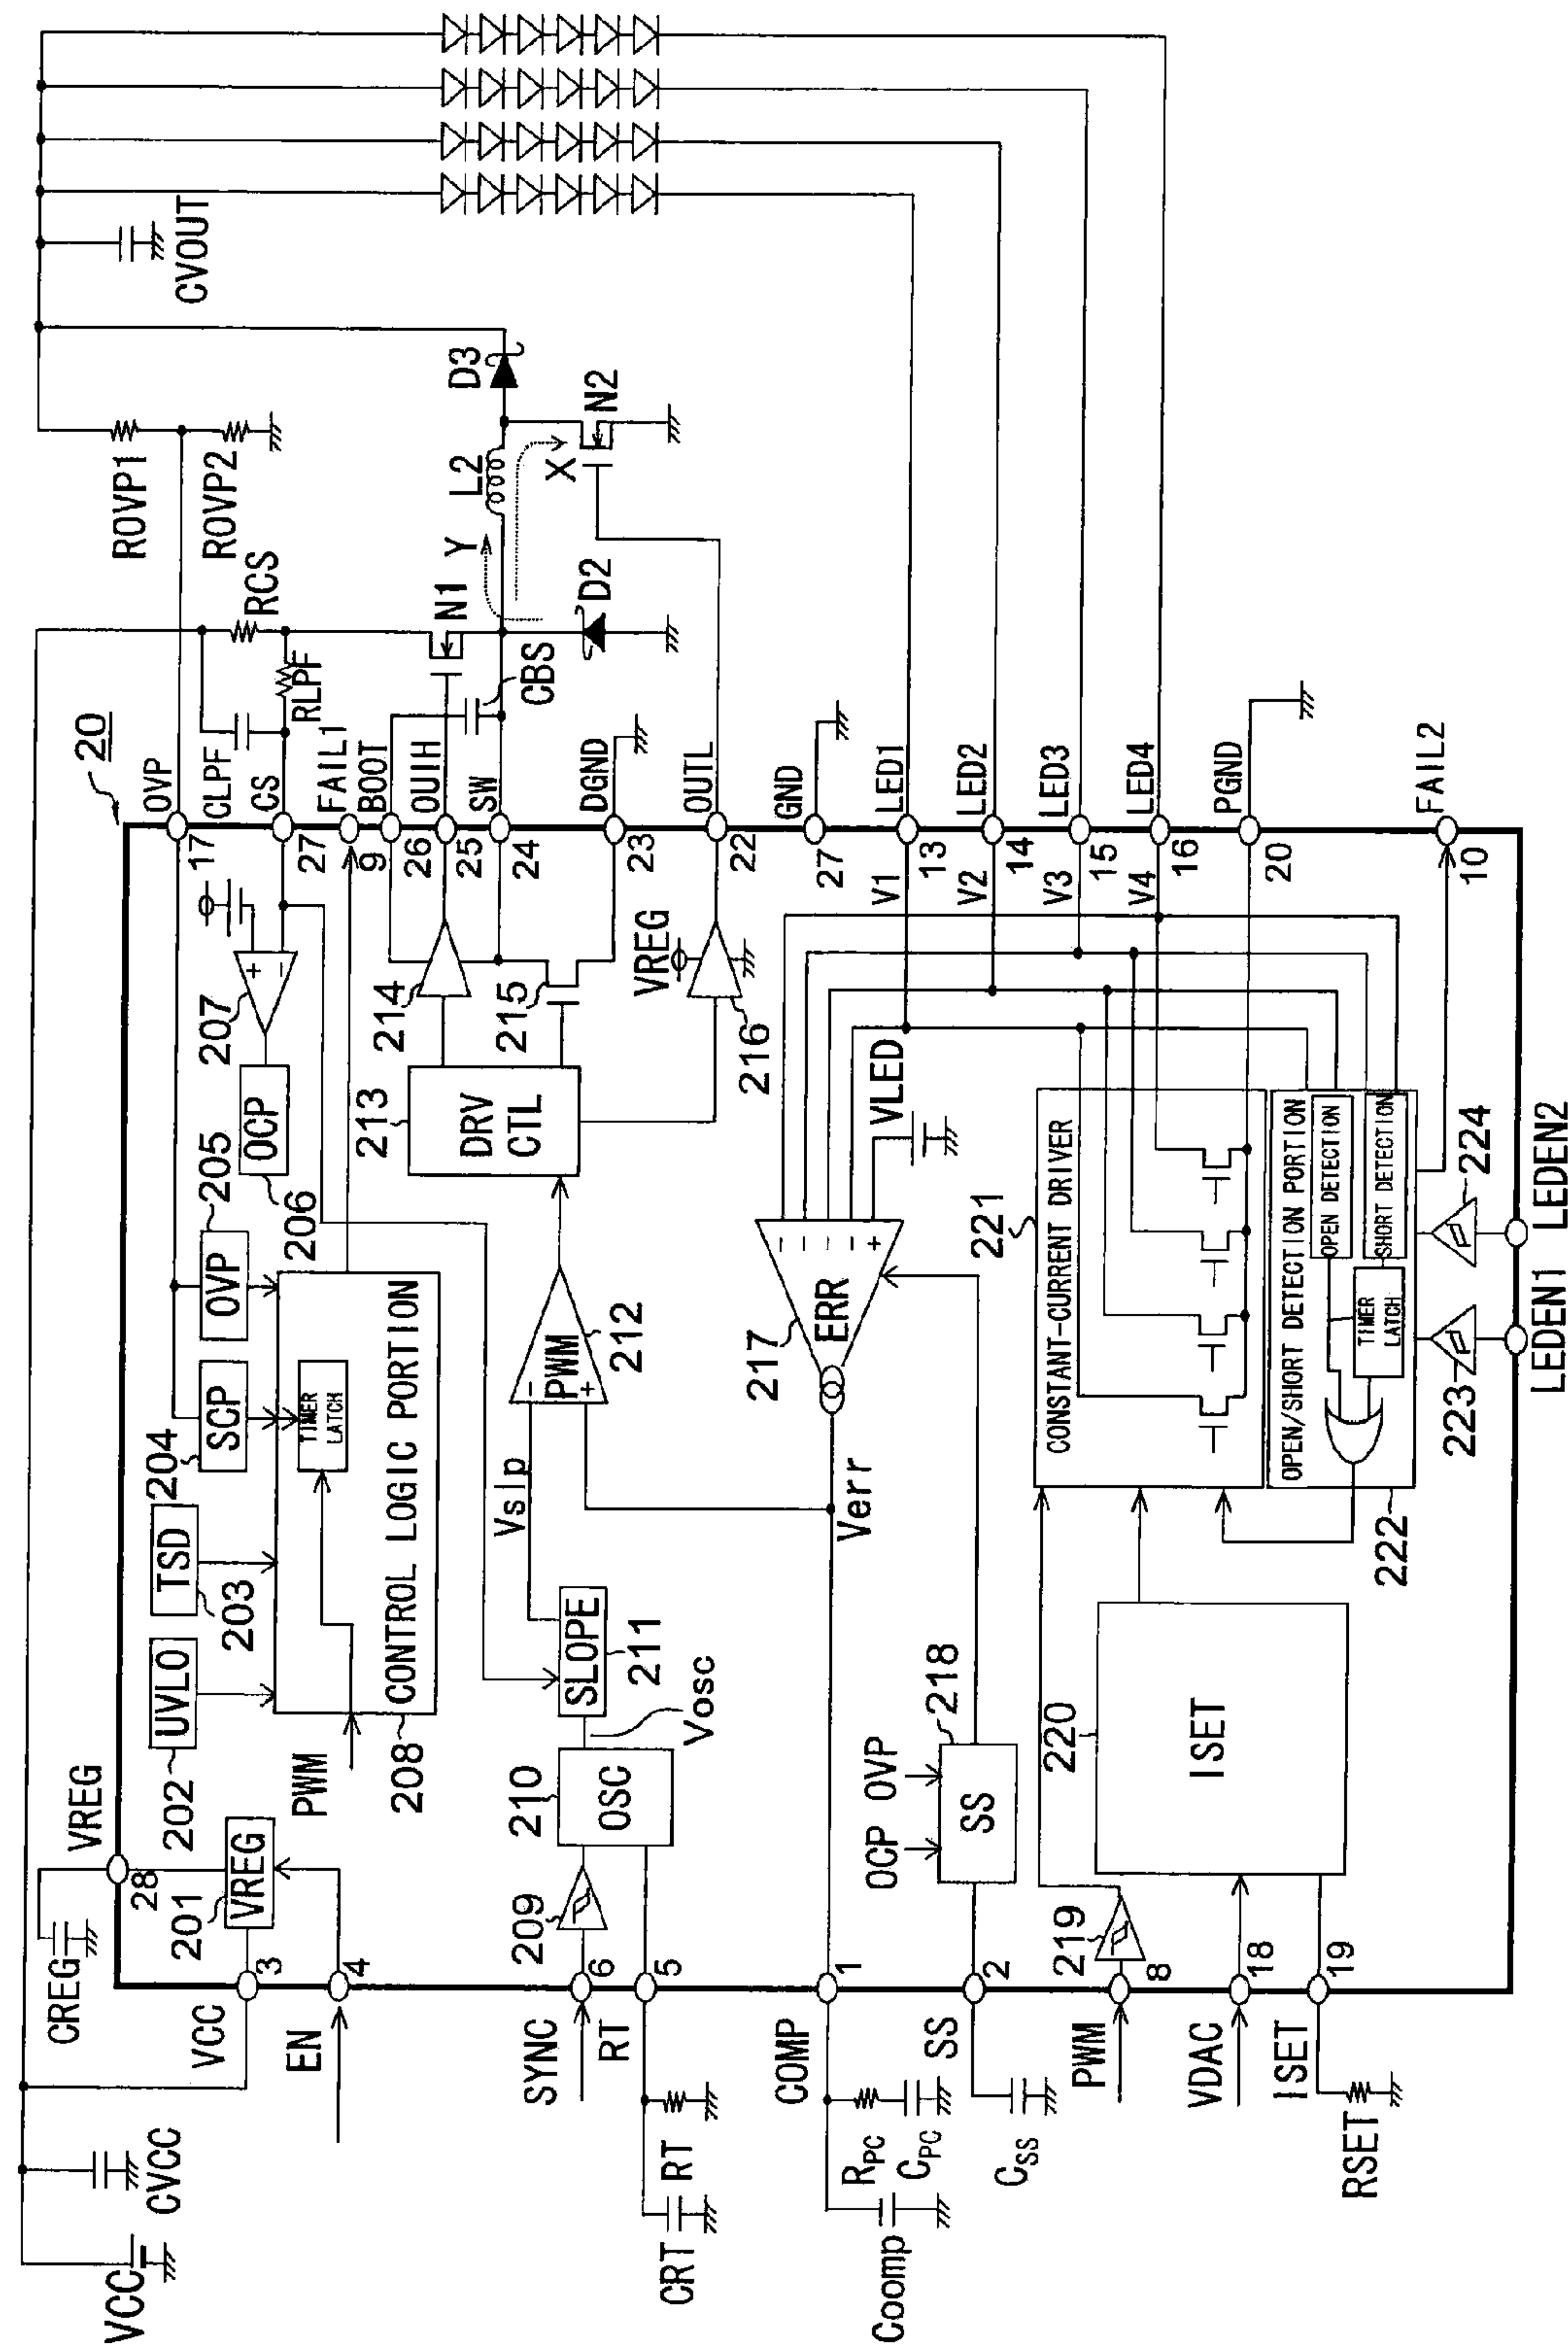 20
VCC
CVCC
CREG
VREG
28
VCC
3
201
VREG
EN
4
202
UVLO
203
TSD
204
SCP
205
OVP
206
OCP
207
+
−
TIMER
LATCH
PWM
CONTROL LOGIC PORTION
208
OVP
17
CLPF
CS
27
FAIL1
9
BOOT
26
OUIH
25
SW
24
DGND
23
OUTL
22
GND
27
ROVP1
ROVP2
RCS
RLPF
N1
CBS
Y
L2
X
D2
D3
N2
CVOUT
SYNC
6
209
RT
5
CRT
RT
210
OSC
Vosc
SLOPE
211
Vslp
−
PWM
+
212
213
DRV
CTL
214
215
VREG
216
COMP
1
Coomp
RPC
CPC
Verr
217
ERR
−
−
−
−
+
VLED
SS
2
CSS
OCP
OVP
218
SS
PWM
8
219
VDAC
18
ISET
19
RSET
220
ISET
221
CONSTANT-CURRENT DRIVER
V1
13
LED1
V2
14
LED2
V3
15
LED3
V4
16
LED4
20
PGND
OPEN/SHORT DETECTION PORTION
OPEN DETECTION
SHORT DETECTION
TIMER
LATCH
222
223
224
10
FAIL2
LEDEN1
LEDEN2